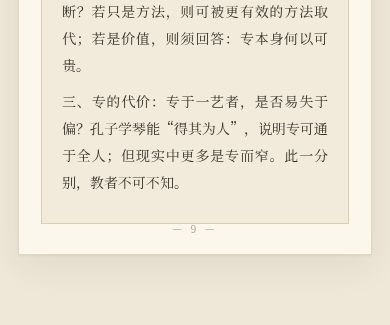 断？若只是方法，则可被更有效的方法取
代；若是价值，则须回答：专本身何以可
贵。
三、专的代价：专于一艺者，是否易失于
偏？孔子学琴能“得其为人”，说明专可通
于全人；但现实中更多是专而窄。此一分
别，教者不可不知。
— 9 —